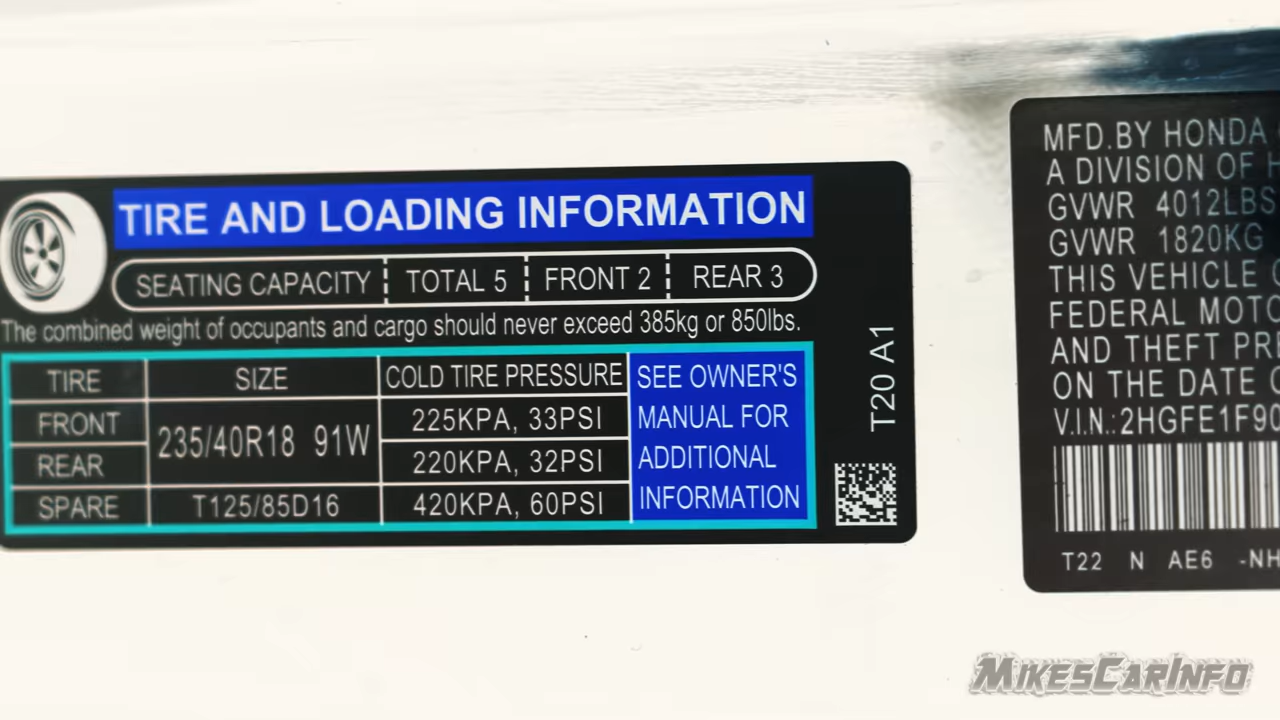 TIRE AND LOADING INFORMATION
SEATING CAPACITY TOTAL 5 FRONT 2 REAR 3
The combined weight of occupants and cargo should never exceed 385kg or 850lbs.
TIRE SIZE COLD TIRE PRESSURE
FRONT 235/40R18 91W 225KPA, 33PSI
REAR 220KPA, 32PSI
SPARE T125/85D16 420KPA, 60PSI
SEE OWNER'S
MANUAL FOR
ADDITIONAL
INFORMATION
T20 A1
MFD.BY HONDA
A DIVISION OF H
GVWR 4012LBS
GVWR 1820KG
THIS VEHICLE C
FEDERAL MOTO
AND THEFT PRE
ON THE DATE O
V.I.N.:2HGFE1F90
T22 N AE6 -NH
MIKESCARINFO